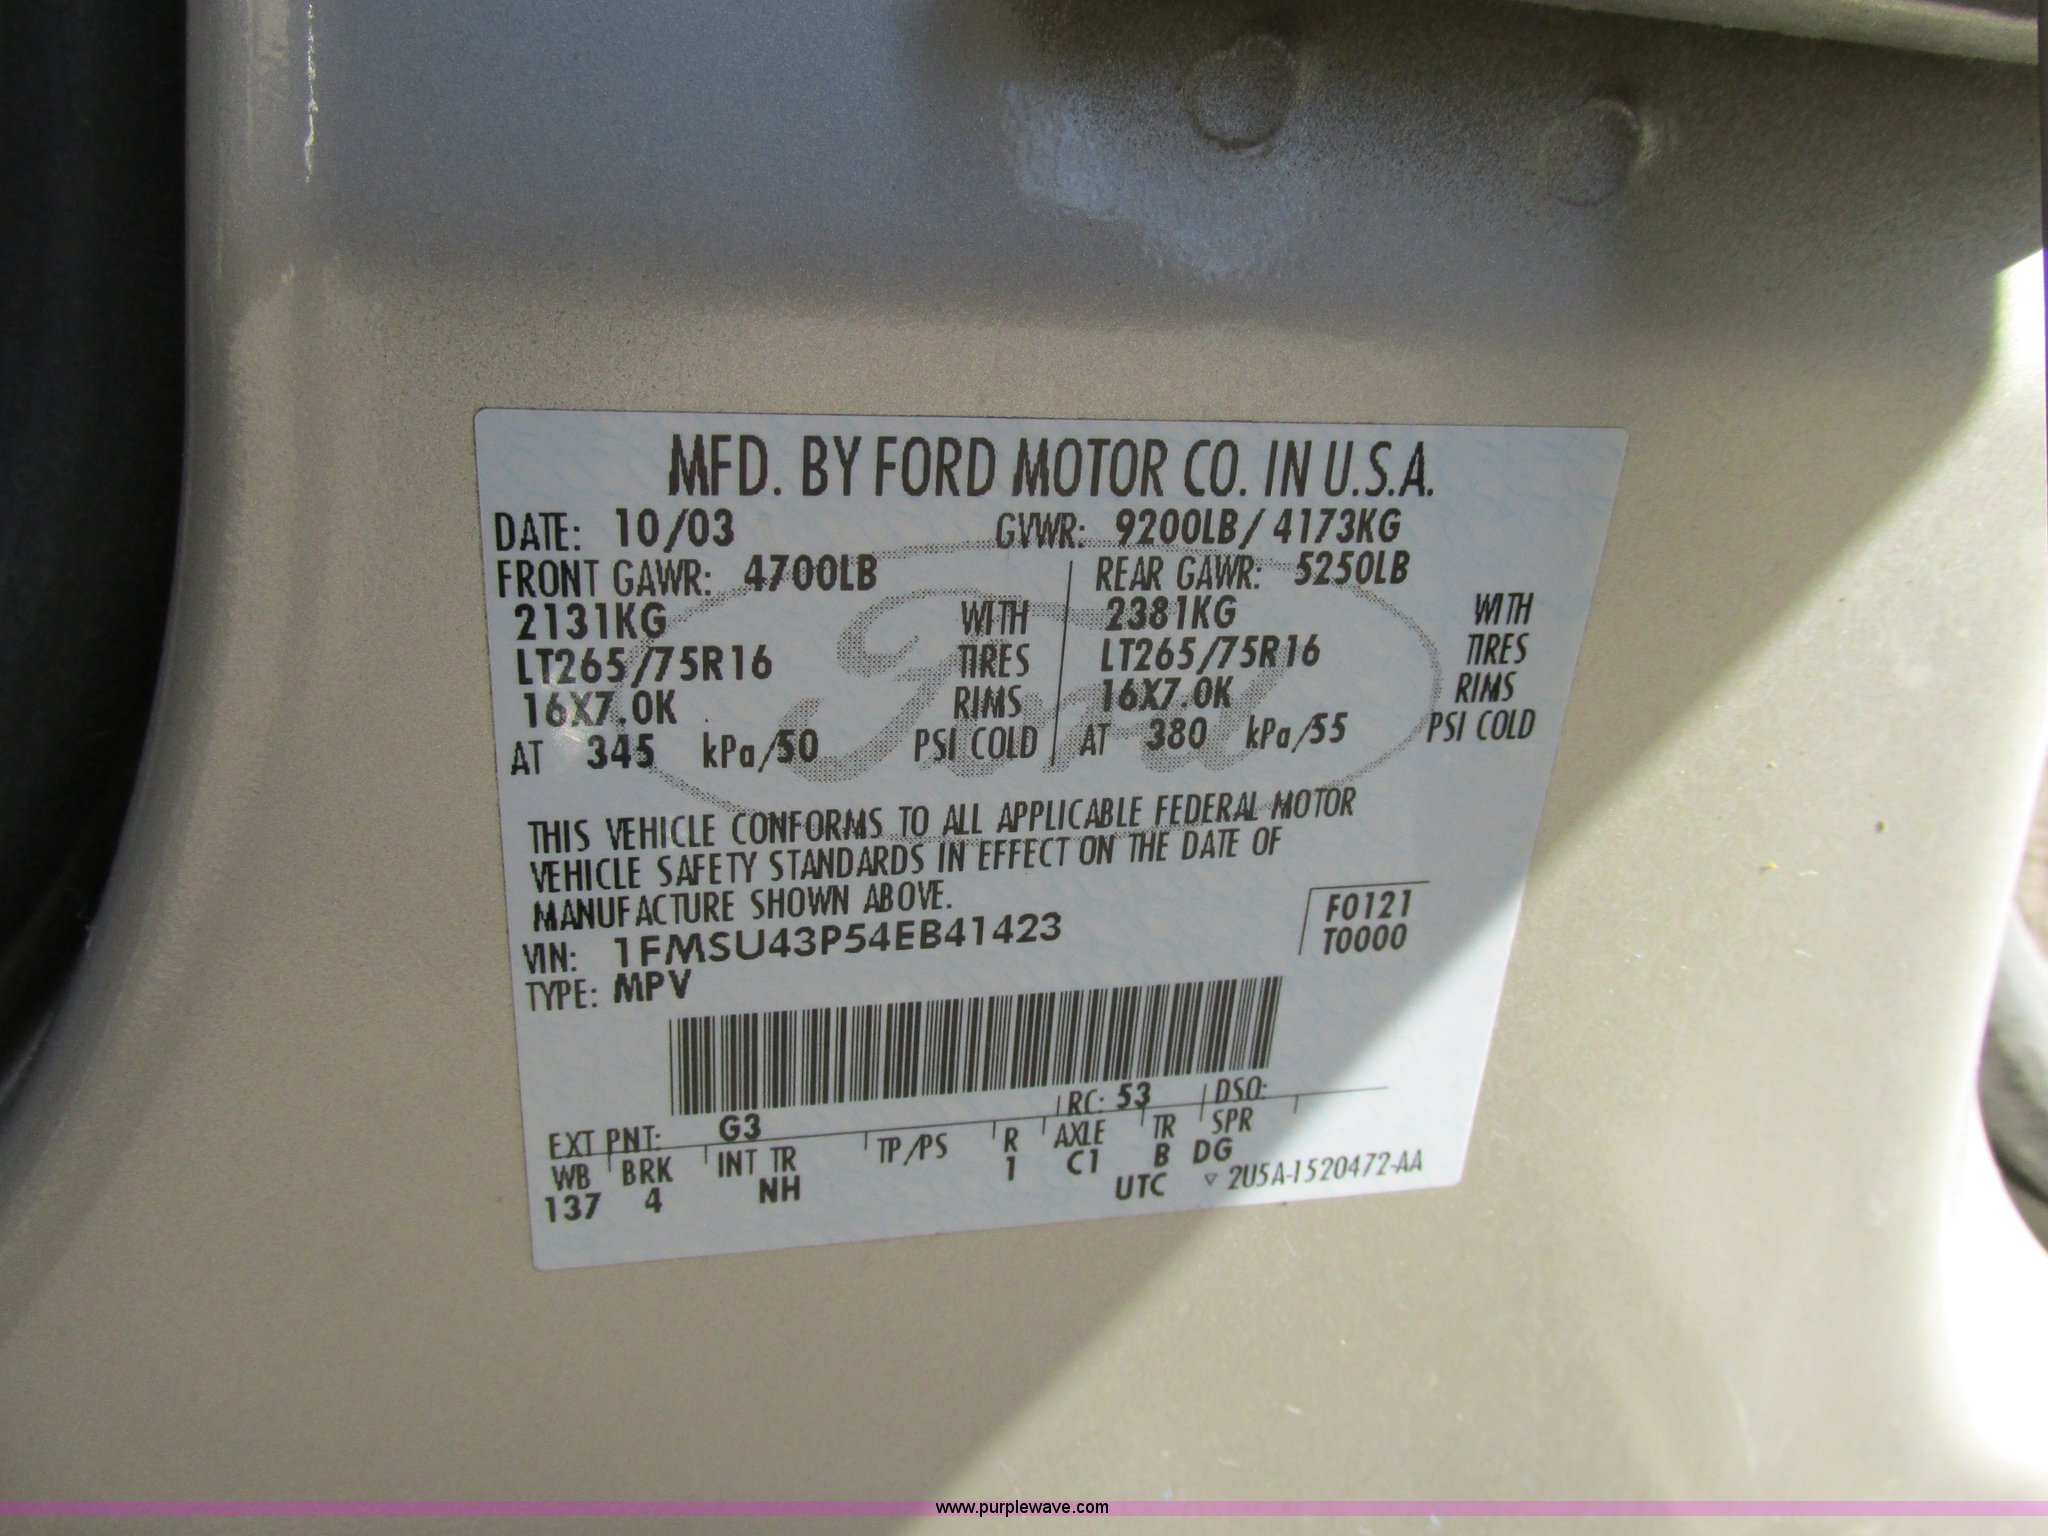 MFD. BY FORD MOTOR CO. IN U.S.A.
DATE: 10/03 GVWR: 9200LB/ 4173KG
FRONT GAWR: 4700LB REAR GAWR: 5250LB
2131KG WITH 2381KG WITH
LT265/75R16 TIRES LT265/75R16 TIRES
16X7.0K RIMS 16X7.0K RIMS
AT 345 kPa/50 PSI COLD AT 380 kPa/55 PSI COLD
Ford
THIS VEHICLE CONFORMS TO ALL APPLICABLE FEDERAL MOTOR
VEHICLE SAFETY STANDARDS IN EFFECT ON THE DATE OF
MANUFACTURE SHOWN ABOVE.
F0121
VIN: 1FMSU43P54EB41423
T0000
TYPE: MPV
RC: 53 DSO:
EXT PNT: G3
WB BRK INT TR TP/PS R AXLE TR SPR
137 4 NH 1 C1 B DG
UTC ▿ 2U5A-1520472-AA
www.purplewave.com